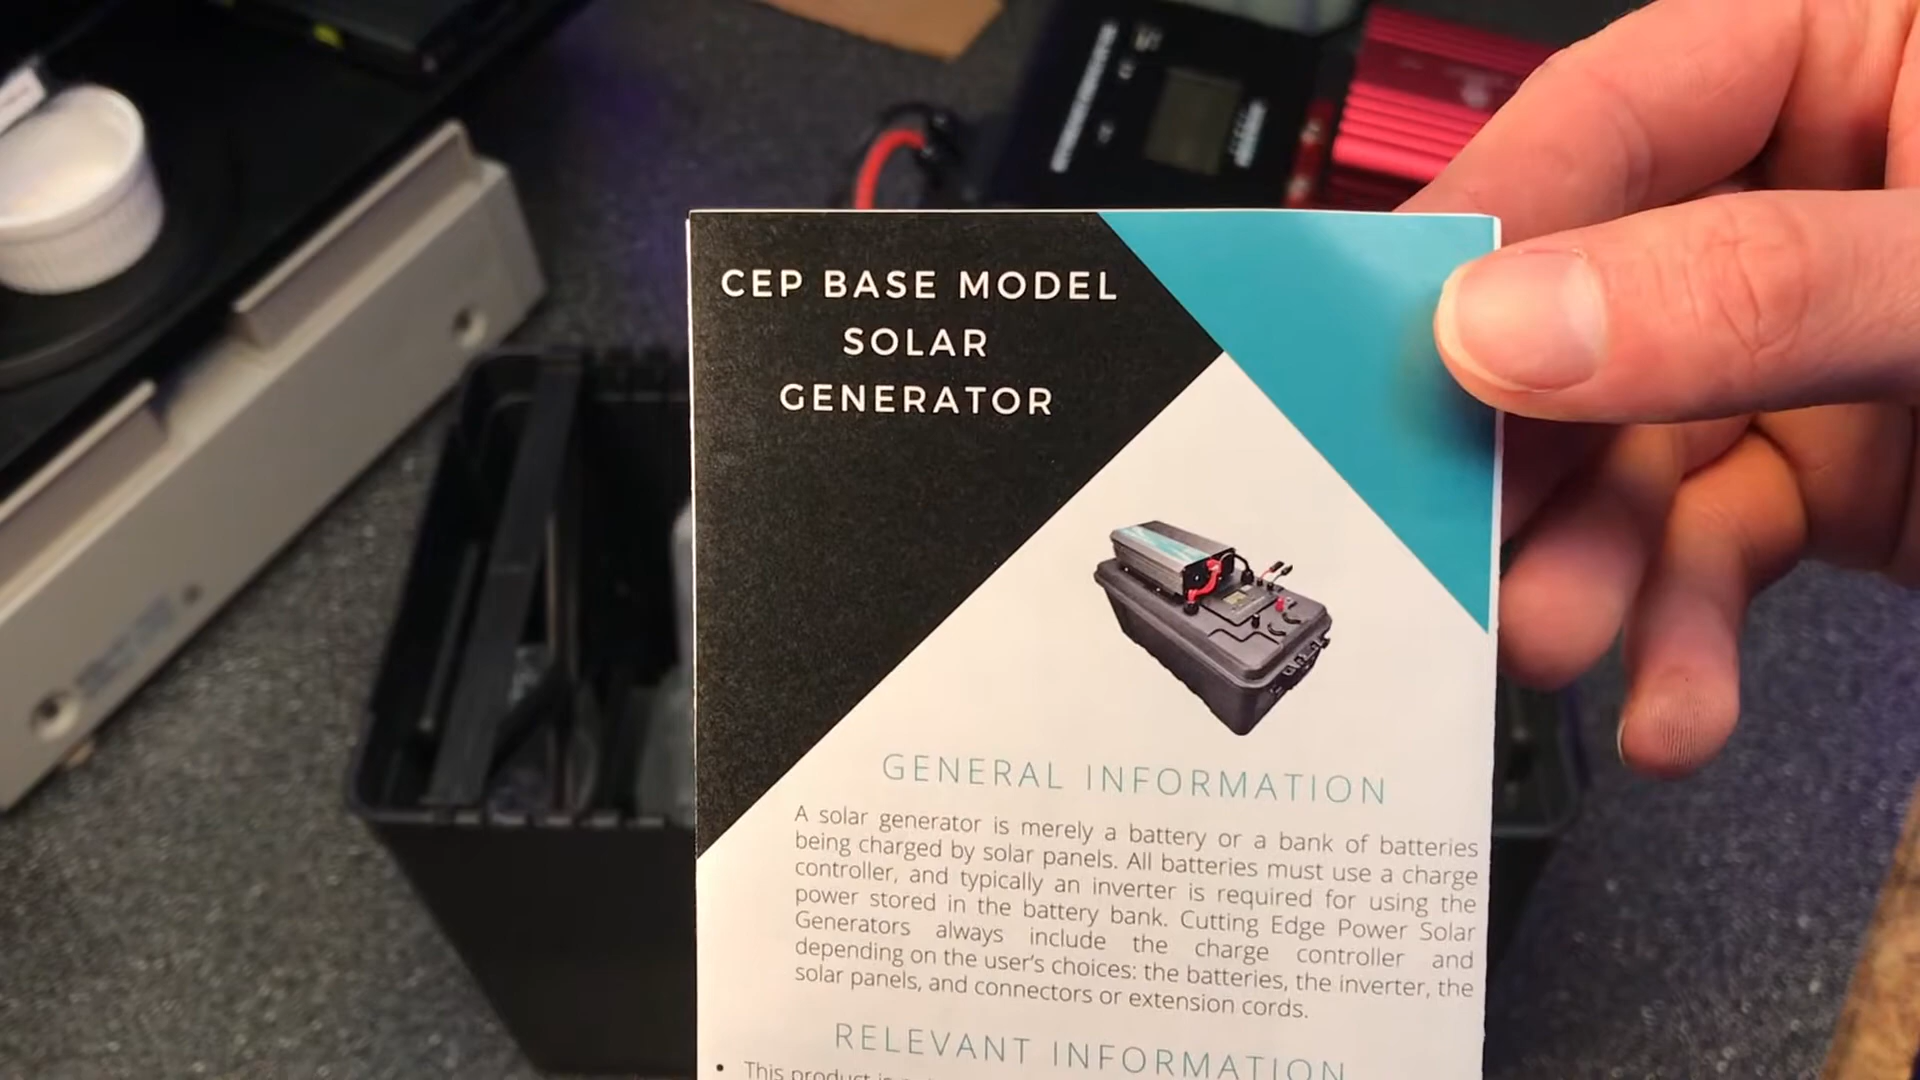 CEP BASE MODEL
SOLAR
GENERATOR
GENERAL INFORMATION
A solar generator is merely a battery or a bank of batteries
being charged by solar panels. All batteries must use a charge
controller, and typically an inverter is required for using the
power stored in the battery bank. Cutting Edge Power Solar
Generators always include the charge controller and
depending on the user's choices: the batteries, the inverter, the
solar panels, and connectors or extension cords.
RELEVANT INFORMATION
• This product is